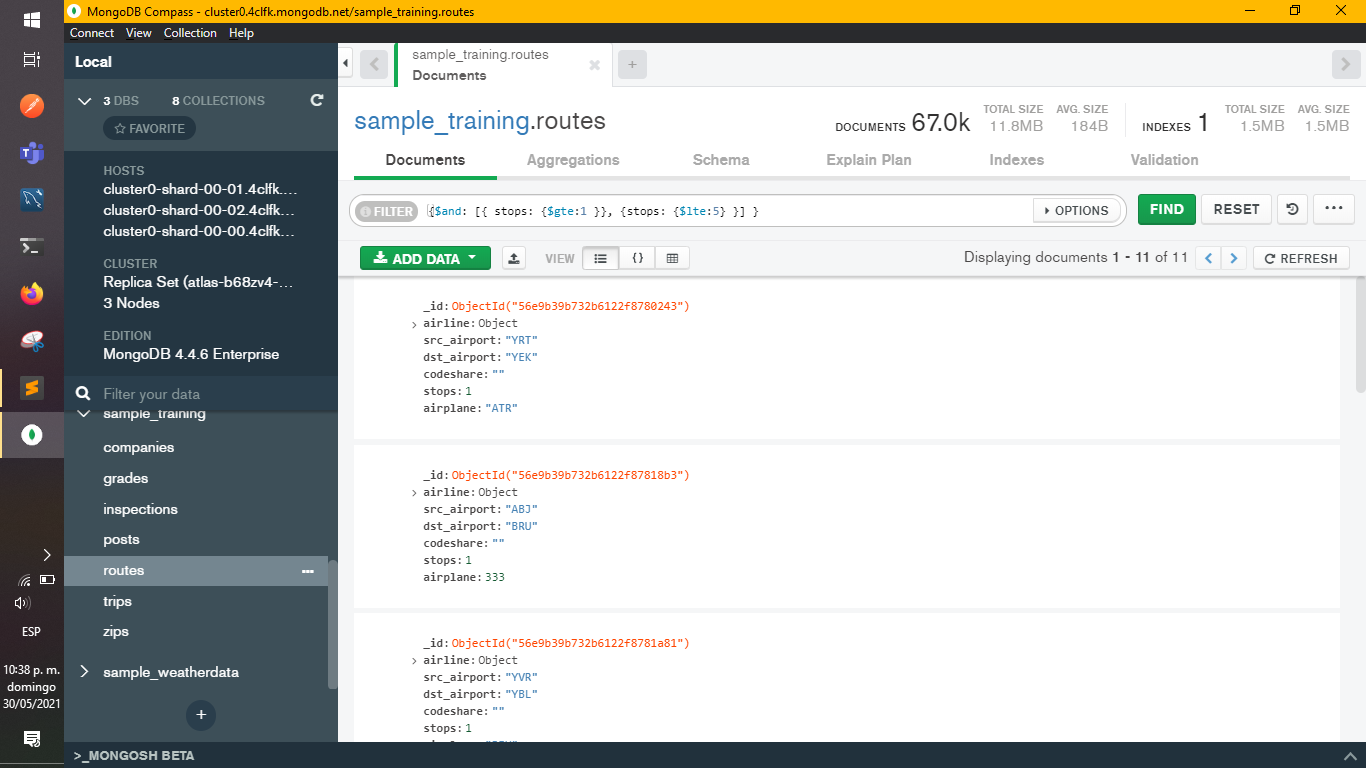 MongoDB Compass - cluster0.4clfk.mongodb.net/sample_training.routes
Connect View Collection Help
Local
3 DBS 8 COLLECTIONS
FAVORITE
HOSTS
cluster0-shard-00-01.4clfk....
cluster0-shard-00-02.4clfk...
cluster0-shard-00-00.4clfk...
CLUSTER
Replica Set (atlas-b68zv4-...
3 Nodes
EDITION
MongoDB 4.4.6 Enterprise
Filter your data
sample_training
companies
grades
inspections
posts
routes
trips
zips
sample_weatherdata
+
ESP
10:38 p. m.
domingo
30/05/2021
>_MONGOSH BETA
sample_training.routes
Documents
+
sample_training.routes
DOCUMENTS 67.0k TOTAL SIZE 11.8MB AVG. SIZE 184B
INDEXES 1 TOTAL SIZE 1.5MB AVG. SIZE 1.5MB
Documents Aggregations Schema Explain Plan Indexes Validation
FILTER {$and: [{ stops: {$gte:1 }}, {stops: {$lte:5} }] } OPTIONS FIND RESET ...
ADD DATA VIEW {} Displaying documents 1 - 11 of 11 REFRESH
_id: ObjectId("56e9b39b732b6122f8780243")
airline: Object
src_airport: "YRT"
dst_airport: "YEK"
codeshare: ""
stops: 1
airplane: "ATR"
_id: ObjectId("56e9b39b732b6122f87818b3")
airline: Object
src_airport: "ABJ"
dst_airport: "BRU"
codeshare: ""
stops: 1
airplane: 333
_id: ObjectId("56e9b39b732b6122f8781a81")
airline: Object
src_airport: "YVR"
dst_airport: "YBL"
codeshare: ""
stops: 1